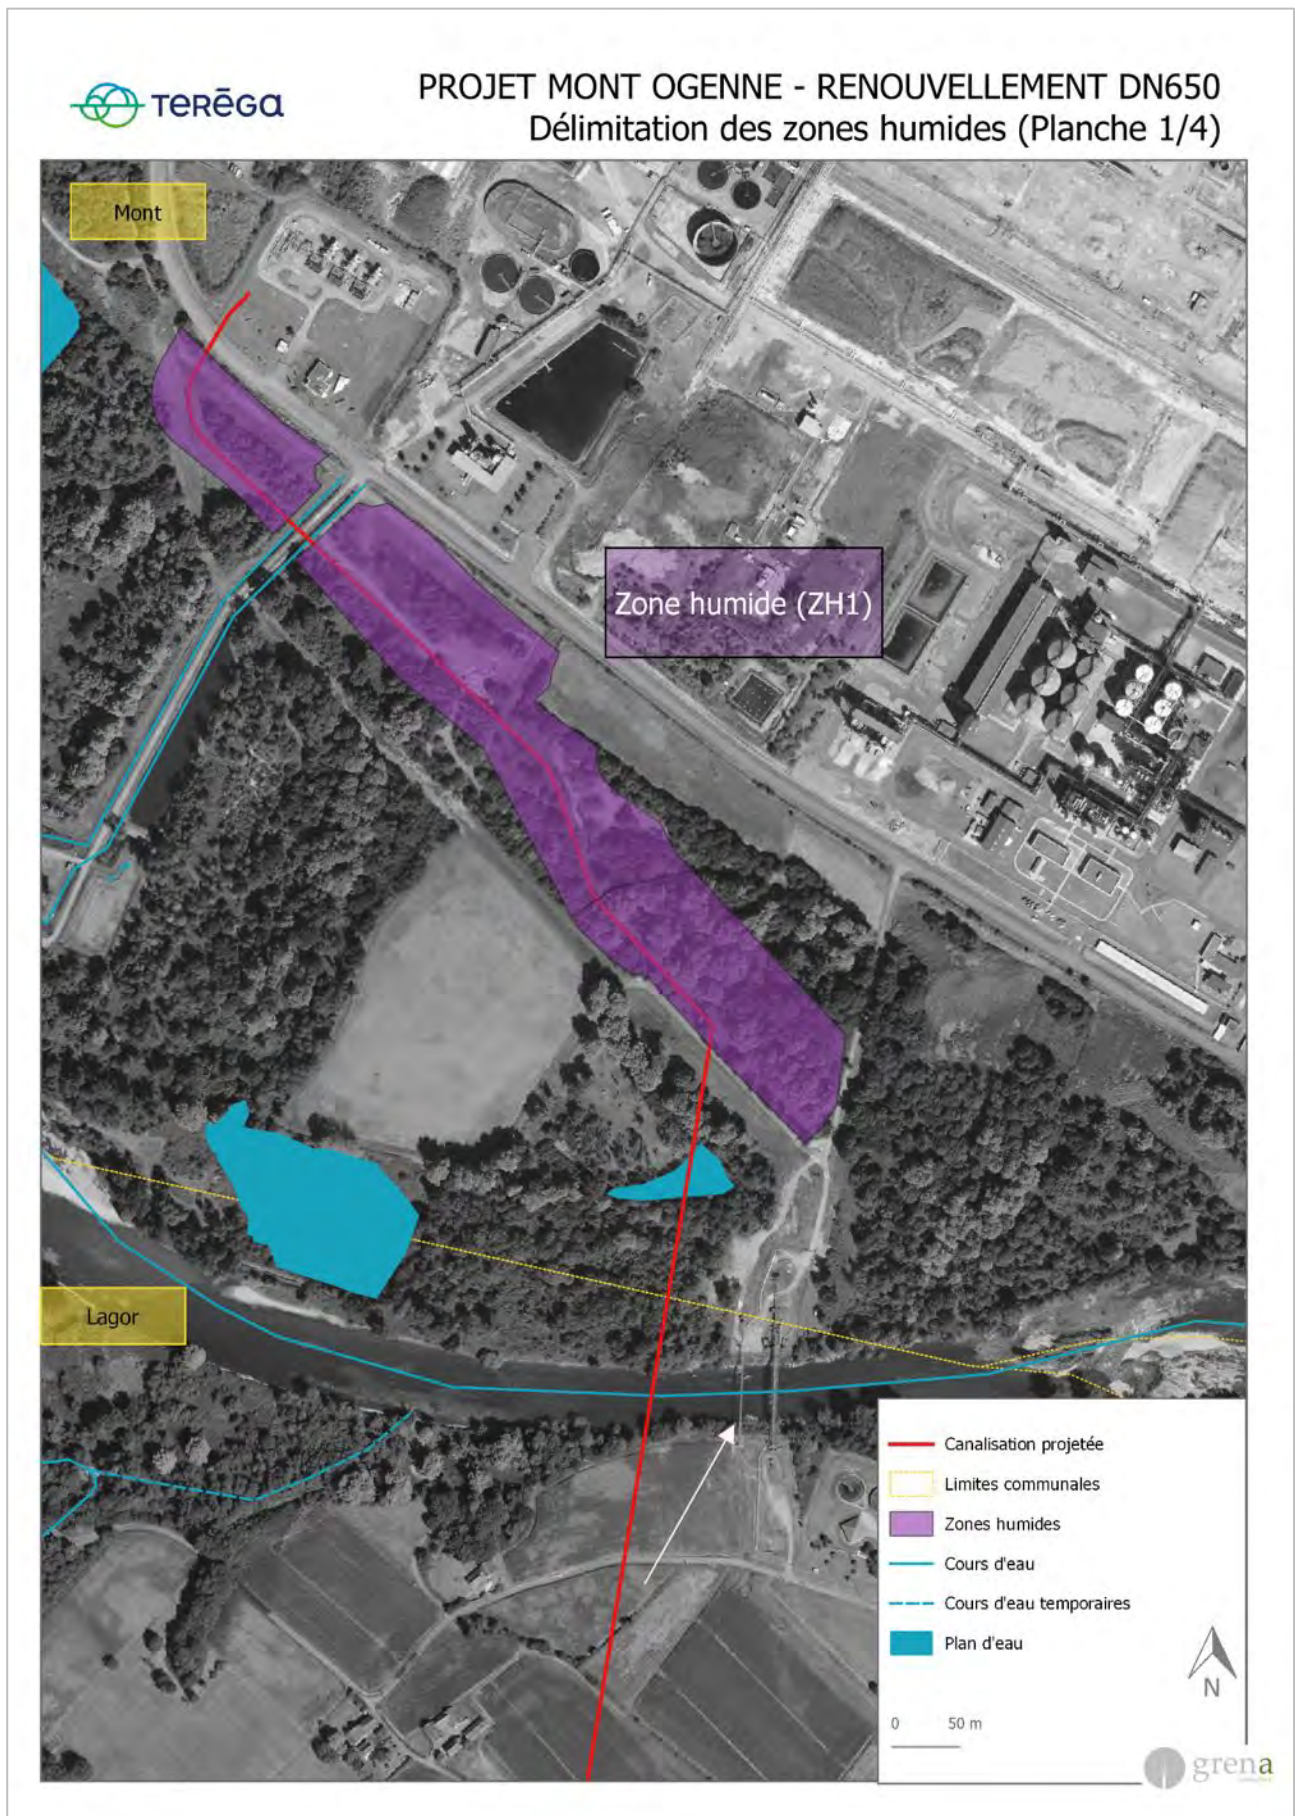 TERĒGA
PROJET MONT OGENNE - RENOUVELLEMENT DN650
Délimitation des zones humides (Planche 1/4)
Mont
Zone humide (ZH1)
Lagor
Canalisation projetée
Limites communales
Zones humides
Cours d'eau
Cours d'eau temporaires
Plan d'eau
N
0 50 m
grena